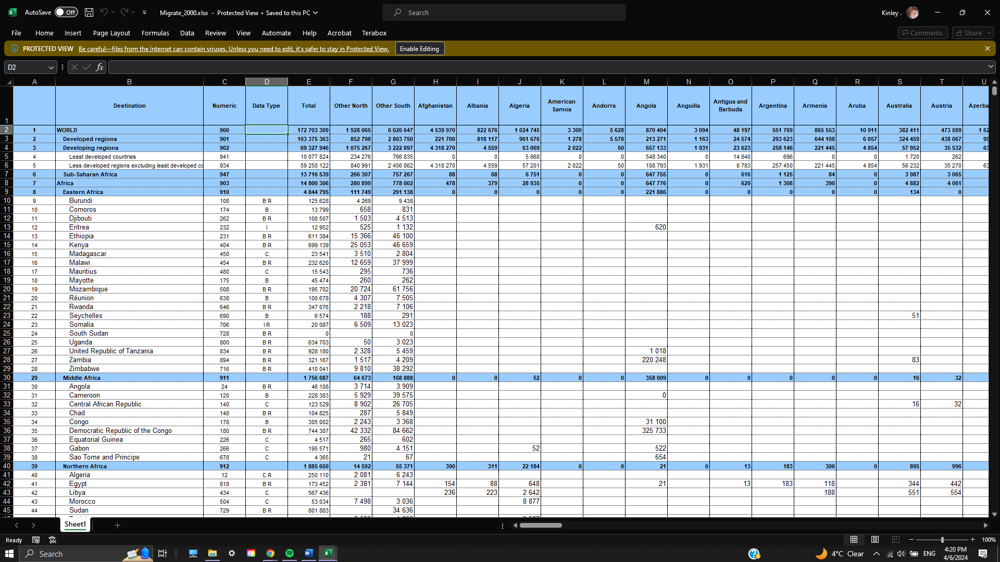 AutoSave Off Migrate_2000.xlsx - Protected View • Saved to this PC Search Kinley .
File Home Insert Page Layout Formulas Data Review View Automate Help Acrobat Terabox Comments Share
PROTECTED VIEW Be careful—files from the Internet can contain viruses. Unless you need to edit, it's safer to stay in Protected View. Enable Editing
D2 fx
A B C D E F G H I J K L M N O P Q R S T U
1 Destination Numeric Data Type Total Other North Other South Afghanistan Albania Algeria American Samoa Andorra Angola Anguilla Antigua and Barbuda Argentina Armenia Aruba Australia Austria Azerba
2 1 WORLD 900 172 703 309 1 928 065 6 026 647 4 539 970 822 676 1 024 745 3 300 5 628 870 404 3 094 48 197 551 769 865 553 10 911 382 411 473 599 1 62
3 2 Developed regions 901 103 375 363 852 798 2 803 750 221 700 818 117 961 676 1 278 5 578 213 271 1 163 24 574 293 623 644 108 6 057 324 459 438 067 99
4 3 Developing regions 902 69 327 946 1 075 267 3 222 897 4 318 270 4 559 63 069 2 022 50 657 133 1 931 23 623 258 146 221 445 4 854 57 952 35 532 63
5 4 Least developed countries 941 10 077 824 234 276 766 835 0 0 5 868 0 0 548 340 0 14 840 696 0 0 1 720 262
6 5 Less developed regions excluding least developed co 934 59 250 122 840 991 2 456 062 4 318 270 4 559 57 201 2 022 50 108 793 1 931 8 783 257 450 221 445 4 854 56 232 35 270 63
7 6 Sub-Saharan Africa 947 13 716 539 266 307 757 267 88 68 6 751 0 0 647 755 0 616 1 125 84 0 3 987 3 065
8 7 Africa 903 14 800 306 280 899 778 002 478 379 28 935 0 0 647 776 0 629 1 308 390 0 4 882 4 061
9 8 Eastern Africa 910 4 844 795 111 749 291 138 0 0 0 0 0 221 886 0 0 0 0 0 134 0
10 9 Burundi 108 B R 125 628 4 269 9 438
11 10 Comoros 174 B 13 799 658 831
12 11 Djibouti 262 B R 100 507 1 503 4 513
13 12 Eritrea 232 I 12 952 525 1 132 620
14 13 Ethiopia 231 B R 611 384 15 366 46 100
15 14 Kenya 404 B R 699 139 25 053 46 659
16 15 Madagascar 450 C 23 541 3 510 2 804
17 16 Malawi 454 B R 232 620 12 659 37 999
18 17 Mauritius 480 C 15 543 295 736
19 18 Mayotte 175 B 45 474 260 262
20 19 Mozambique 508 B R 195 702 20 724 61 756
21 20 Réunion 638 B 100 678 4 307 7 505
22 21 Rwanda 646 B R 347 076 2 218 7 106
23 22 Seychelles 690 B 6 574 188 291 51
24 23 Somalia 706 I R 20 087 6 509 13 023
25 24 South Sudan 728 B R 0 0
26 25 Uganda 800 B R 634 703 50 3 023
27 26 United Republic of Tanzania 834 B R 928 180 2 328 5 459 1 018
28 27 Zambia 894 B R 321 167 1 517 4 209 220 248 83
29 28 Zimbabwe 716 B R 410 041 9 810 38 292
30 29 Middle Africa 911 1 756 687 64 673 168 888 0 0 52 0 0 358 009 0 0 0 0 0 16 32
31 30 Angola 24 B R 46 108 3 714 3 909
32 31 Cameroon 120 B 228 383 5 929 39 575 0
33 32 Central African Republic 140 C 123 529 8 902 26 705 16 32
34 33 Chad 148 B R 104 825 287 5 849
35 34 Congo 178 B 305 002 2 243 3 368 31 100
36 35 Democratic Republic of the Congo 180 B R 744 387 42 332 84 662 325 733
37 36 Equatorial Guinea 226 C 4 517 265 602
38 37 Gabon 266 C 195 571 980 4 151 52 522
39 38 Sao Tome and Principe 678 C 4 365 21 67 654
40 39 Northern Africa 912 1 885 650 14 592 55 371 390 311 22 184 0 0 21 0 13 183 306 0 895 996
41 40 Algeria 12 C R 250 110 2 081 6 243
42 41 Egypt 818 B R 173 452 2 381 7 144 154 88 648 21 13 183 118 344 442
43 42 Libya 434 C 567 436 236 223 2 642 188 551 554
44 43 Morocco 504 C 53 034 7 498 3 036 8 877
45 44 Sudan 729 B R 801 883 34 636
Sheet1
Ready 100%
Search 4°C Clear ENG 4:20 PM
4/6/2024